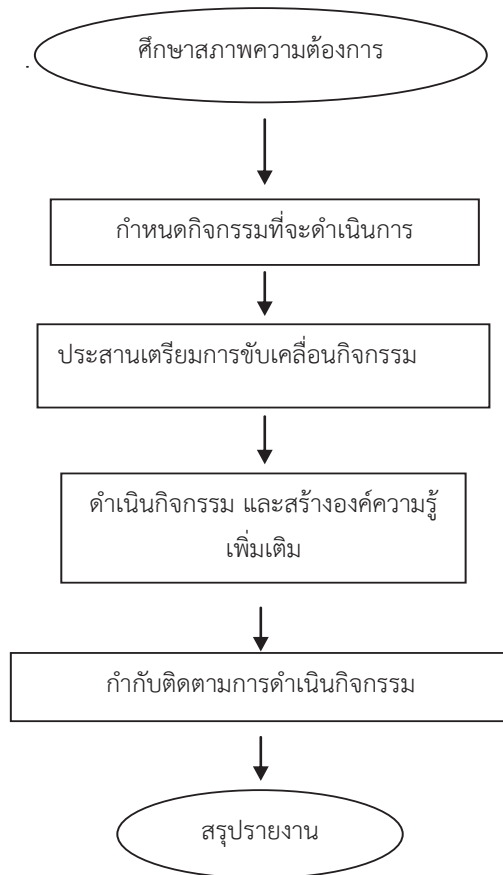 ศึกษาสภาพความต้องการ
กำหนดกิจกรรมที่จะดำเนินการ
ประสานเตรียมการขับเคลื่อนกิจกรรม
ดำเนินกิจกรรม และสร้างองค์ความรู้
เพิ่มเติม
กำกับติดตามการดำเนินกิจกรรม
สรุปรายงาน